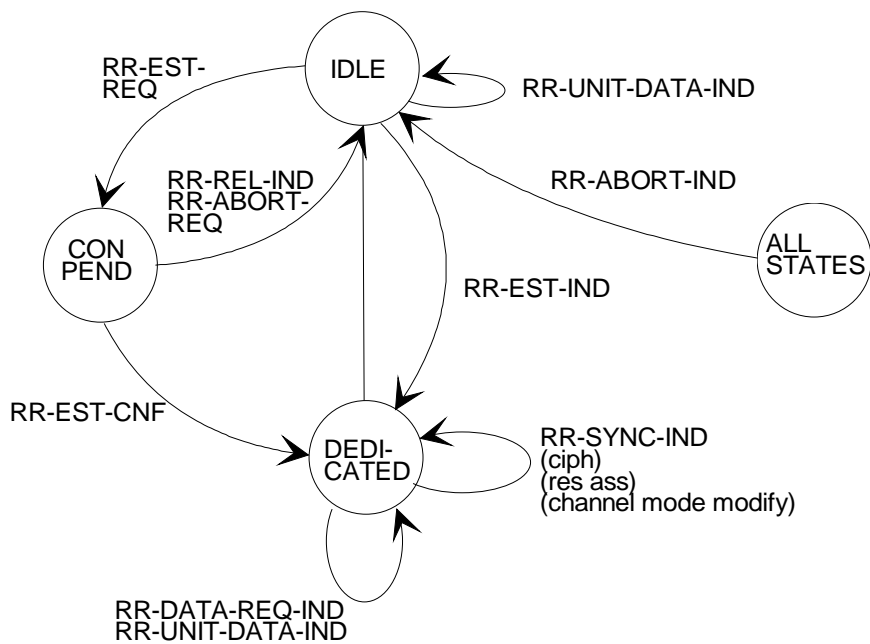 RR-EST-
REQ
IDLE
RR-UNIT-DATA-IND
RR-REL-IND
RR-ABORT-
REQ
RR-ABORT-IND
CON
PEND
ALL
STATES
RR-EST-IND
RR-EST-CNF
DEDI-
CATED
RR-SYNC-IND
(ciph)
(res ass)
(channel mode modify)
RR-DATA-REQ-IND
RR-UNIT-DATA-IND